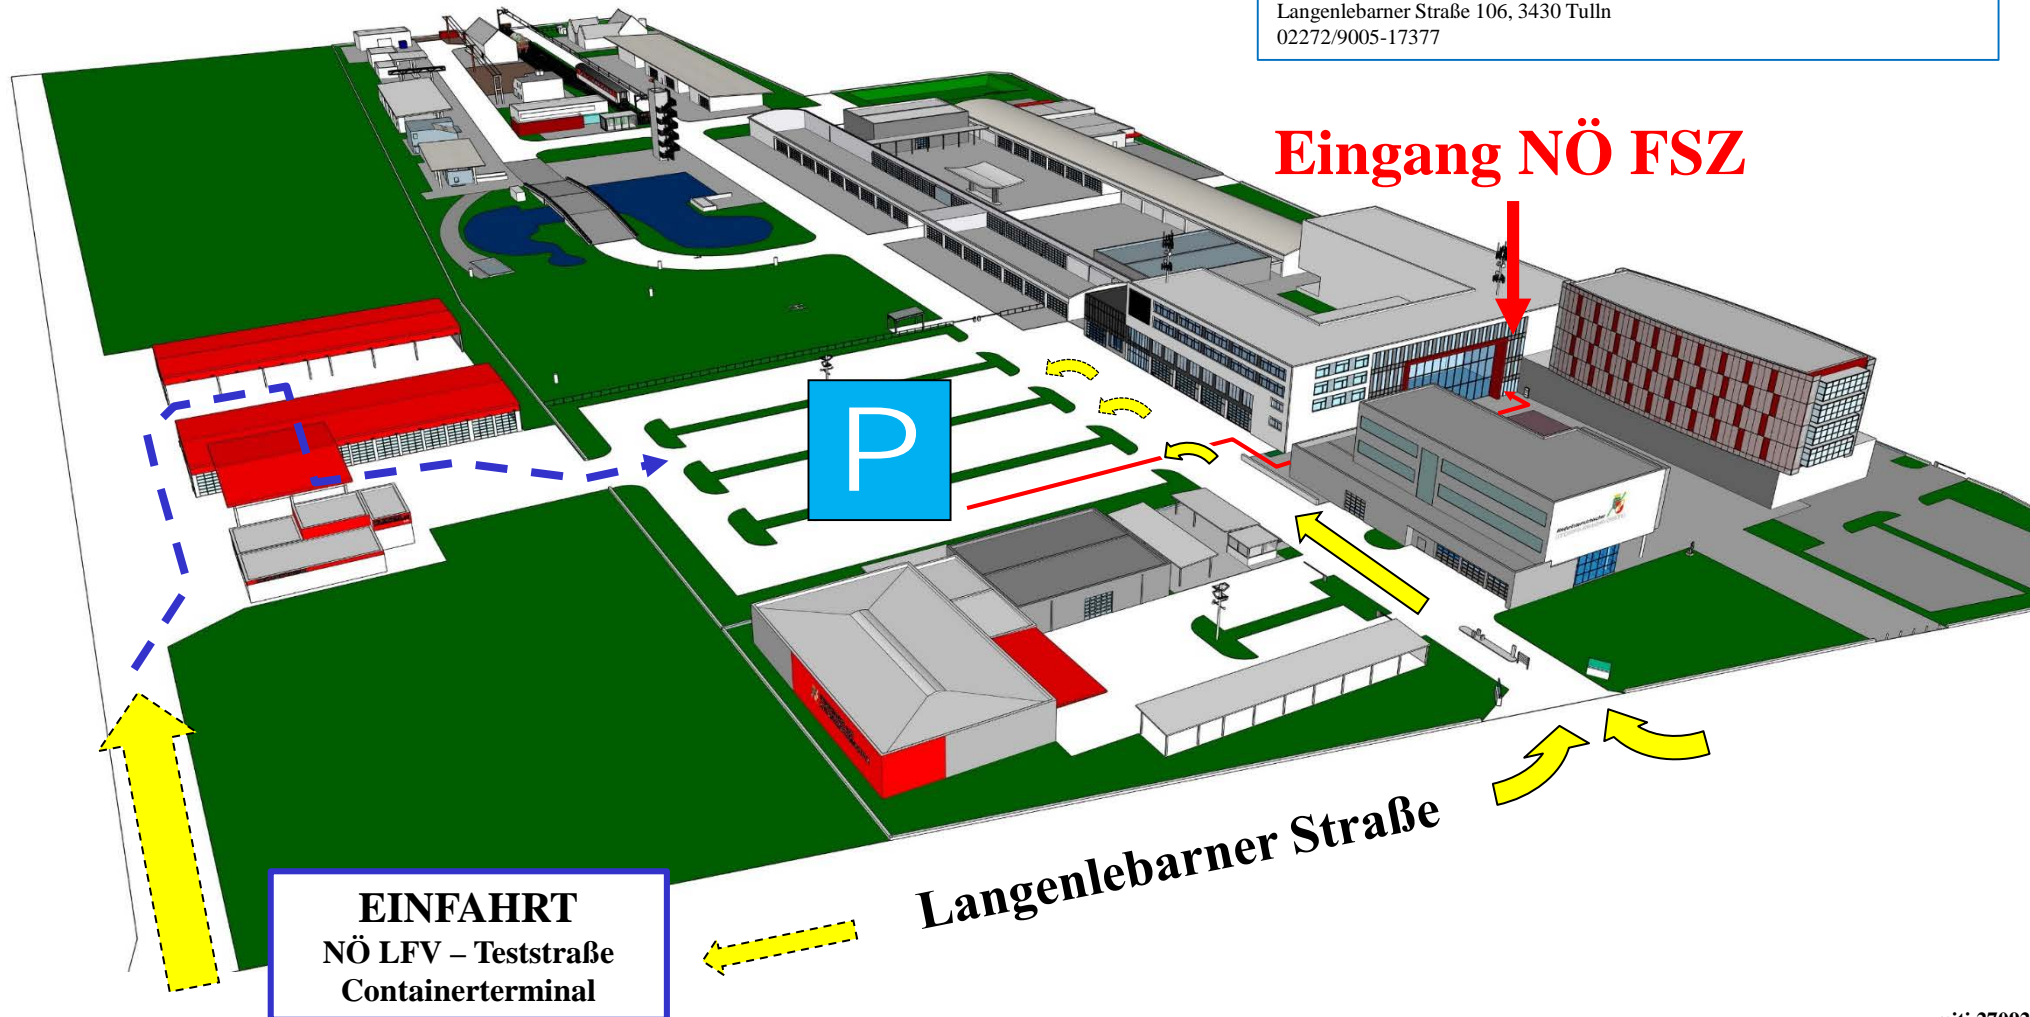 Langenlebarner Straße 106, 3430 Tulln
02272/9005-17377
Eingang NÖ FSZ
P
Langenlebarner Straße
EINFAHRT
NÖ LFV – Teststraße
Containerterminal